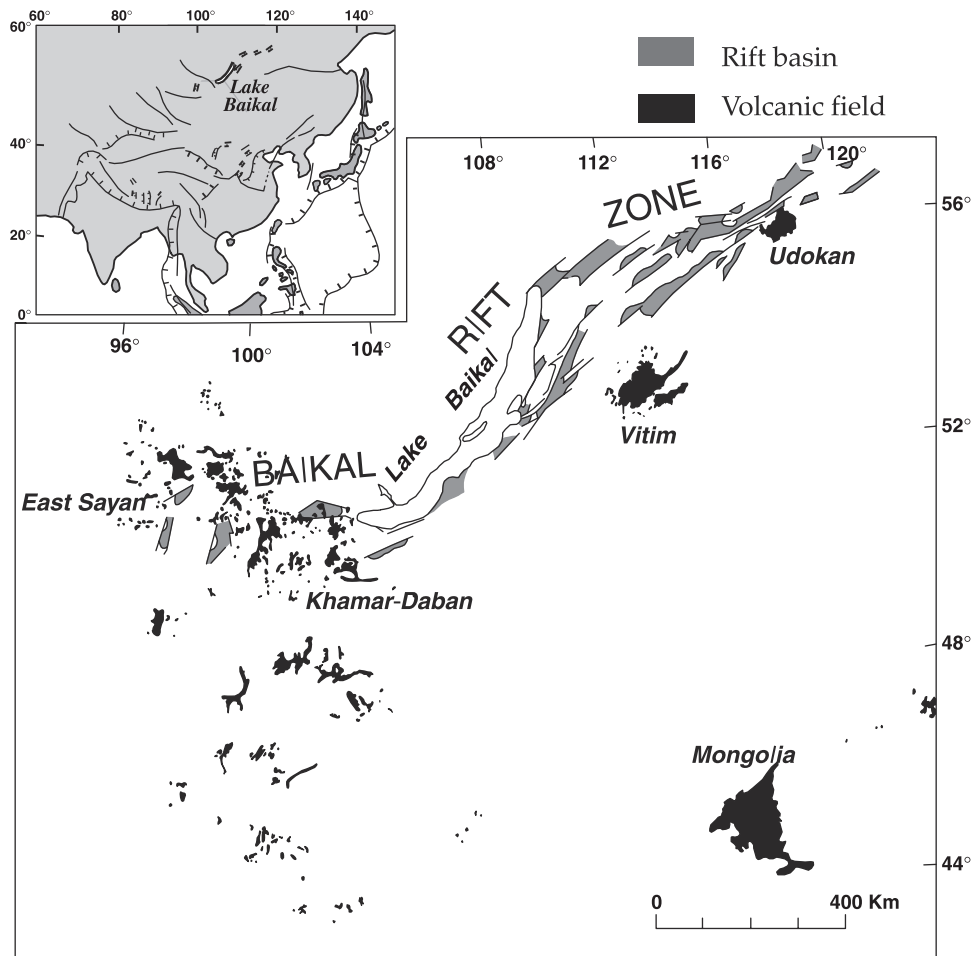 60° 80° 100° 120° 140°
60°
Lake
Baikal
40°
20°
0°
Rift basin
Volcanic field
108° 112° 116° 120°
56°
ZONE
Udokan
RIFT
96° 100° 104°
Baikal
Lake
52°
Vitim
BAIKAL
East Sayan
Khamar-Daban
48°
Mongolia
44°
0 400 Km